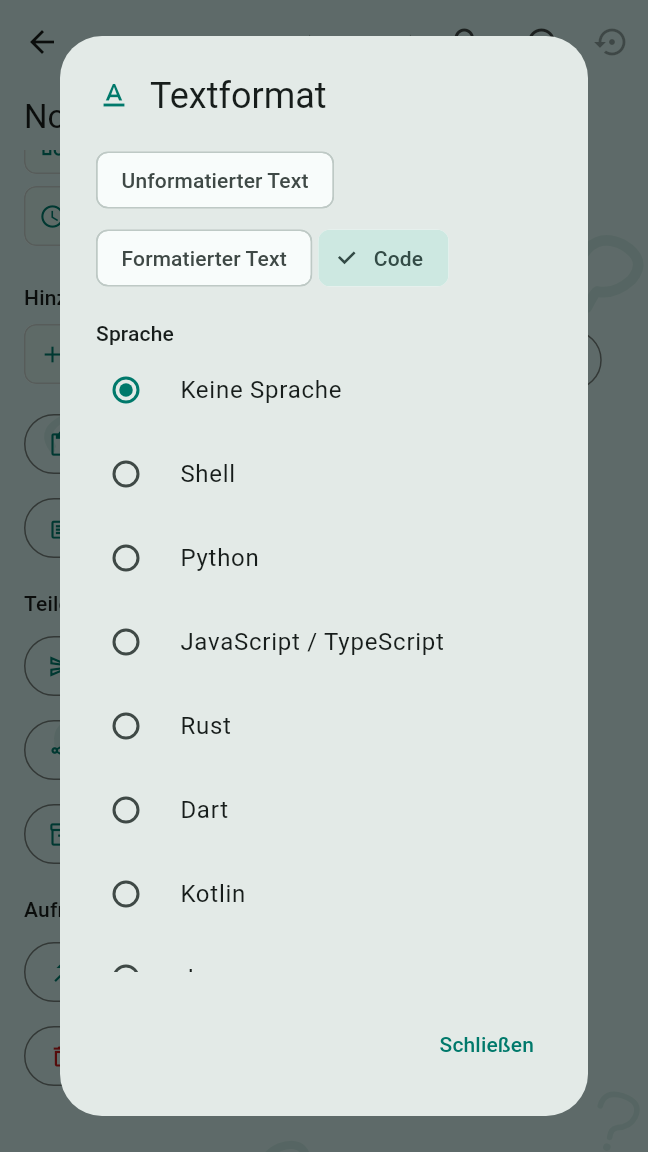 Textformat
Unformatierter Text
Formatierter Text
Code
Sprache
Keine Sprache
Shell
Python
JavaScript / TypeScript
Rust
Dart
Kotlin
Schließen